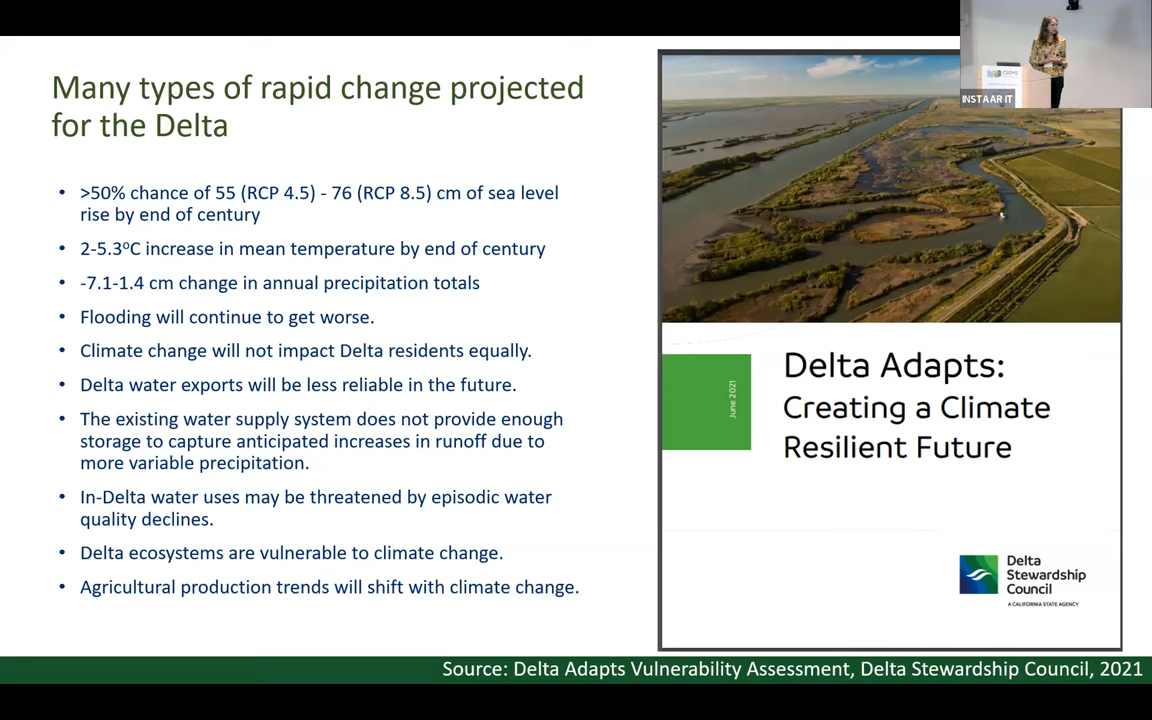 Many types of rapid change projected
for the Delta
• >50% chance of 55 (RCP 4.5) - 76 (RCP 8.5) cm of sea level
rise by end of century
• 2-5.3ºC increase in mean temperature by end of century
• -7.1-1.4 cm change in annual precipitation totals
• Flooding will continue to get worse.
• Climate change will not impact Delta residents equally.
• Delta water exports will be less reliable in the future.
• The existing water supply system does not provide enough
storage to capture anticipated increases in runoff due to
more variable precipitation.
• In-Delta water uses may be threatened by episodic water
quality declines.
• Delta ecosystems are vulnerable to climate change.
• Agricultural production trends will shift with climate change.
INSTAAR IT
June 2021
Delta Adapts:
Creating a Climate
Resilient Future
Delta
Stewardship
Council
A CALIFORNIA STATE AGENCY
Source: Delta Adapts Vulnerability Assessment, Delta Stewardship Council, 2021